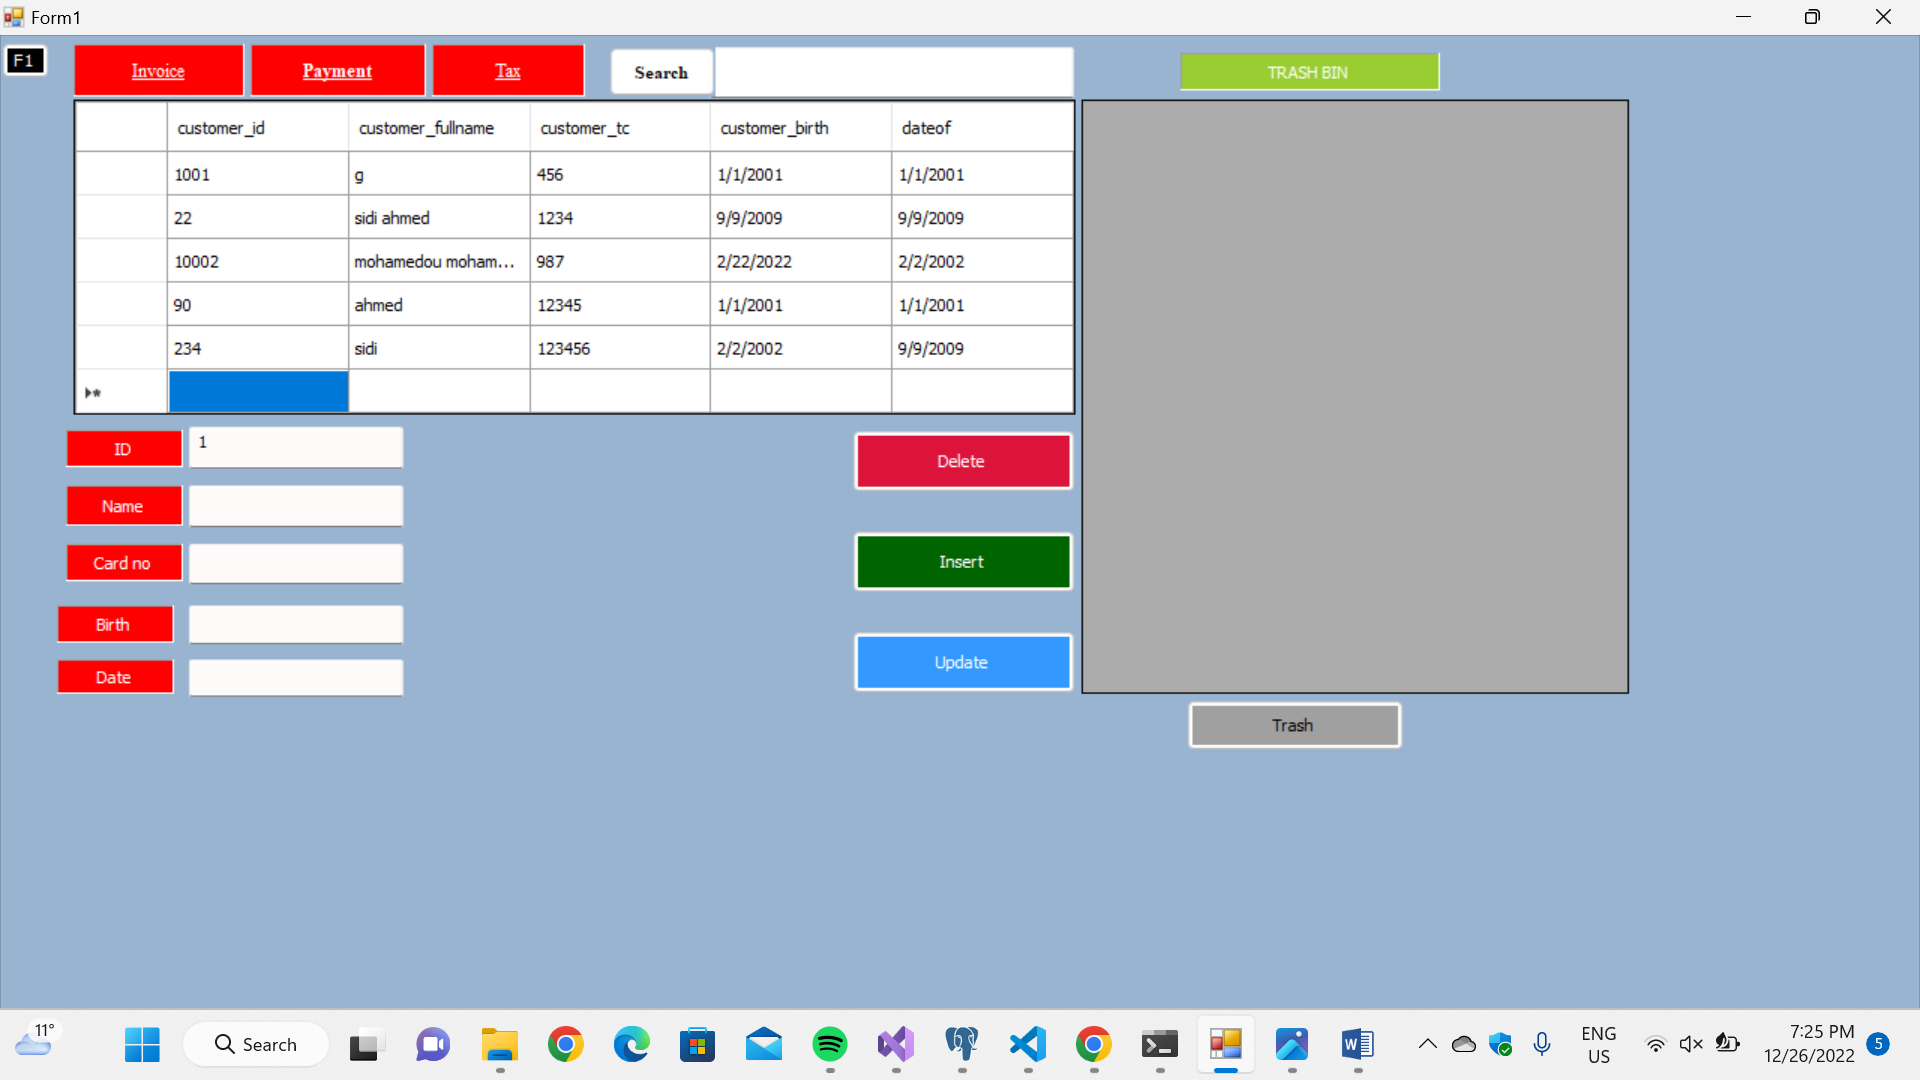 Form1
F1
Invoice Payment Tax Search TRASH BIN
customer_id customer_fullname customer_tc customer_birth dateof
1001 g 456 1/1/2001 1/1/2001
22 sidi ahmed 1234 9/9/2009 9/9/2009
10002 mohamedou moham... 987 2/22/2022 2/2/2002
90 ahmed 12345 1/1/2001 1/1/2001
234 sidi 123456 2/2/2002 9/9/2009
ID 1
Delete
Name
Card no
Insert
Birth
Update
Date
Trash
11°
Search
ENG
US
7:25 PM
12/26/2022
5